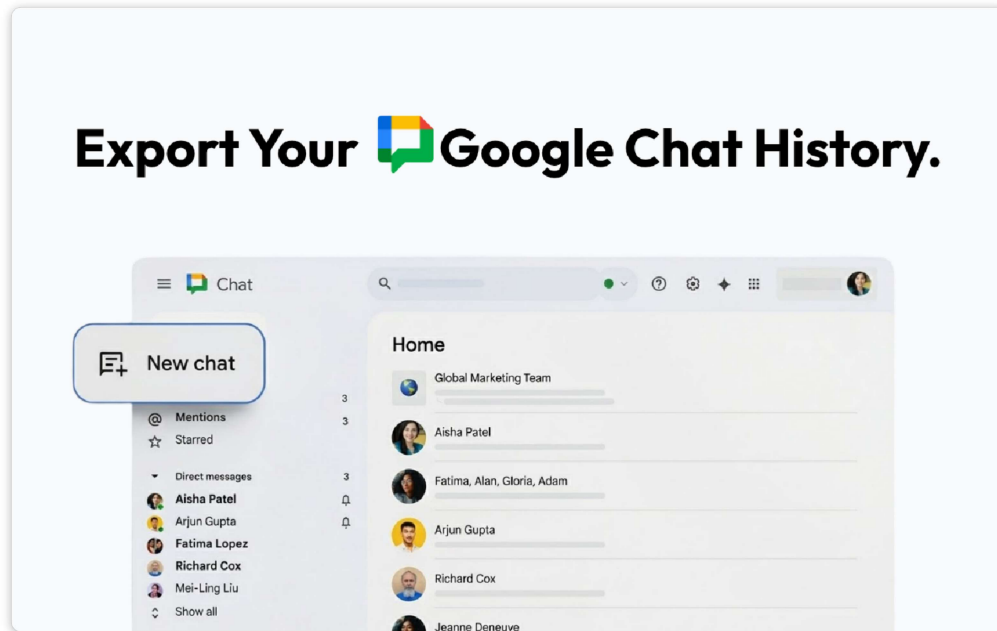 Export Your Google Chat History.
Chat
New chat
3
@ Mentions 3
Starred
Direct messages 3
Aisha Patel
Arjun Gupta
Fatima Lopez
Richard Cox
Mei-Ling Liu
Show all
Home
Global Marketing Team
Aisha Patel
Fatima, Alan, Gloria, Adam
Arjun Gupta
Richard Cox
Jeanne Deneuve